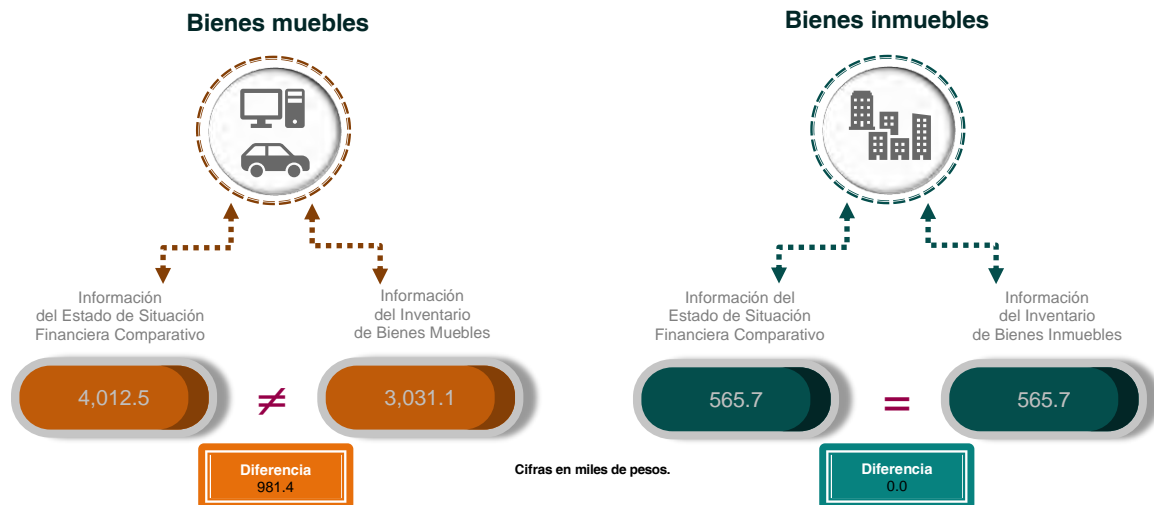 Bienes muebles
Información
del Estado de Situación
Financiera Comparativo
Información
del Inventario
de Bienes Muebles
4,012.5
≠
3,031.1
Diferencia
981.4
Bienes inmuebles
Información del
Estado de Situación
Financiera Comparativo
Información
del Inventario
de Bienes Inmuebles
565.7
=
565.7
Diferencia
0.0
Cifras en miles de pesos.